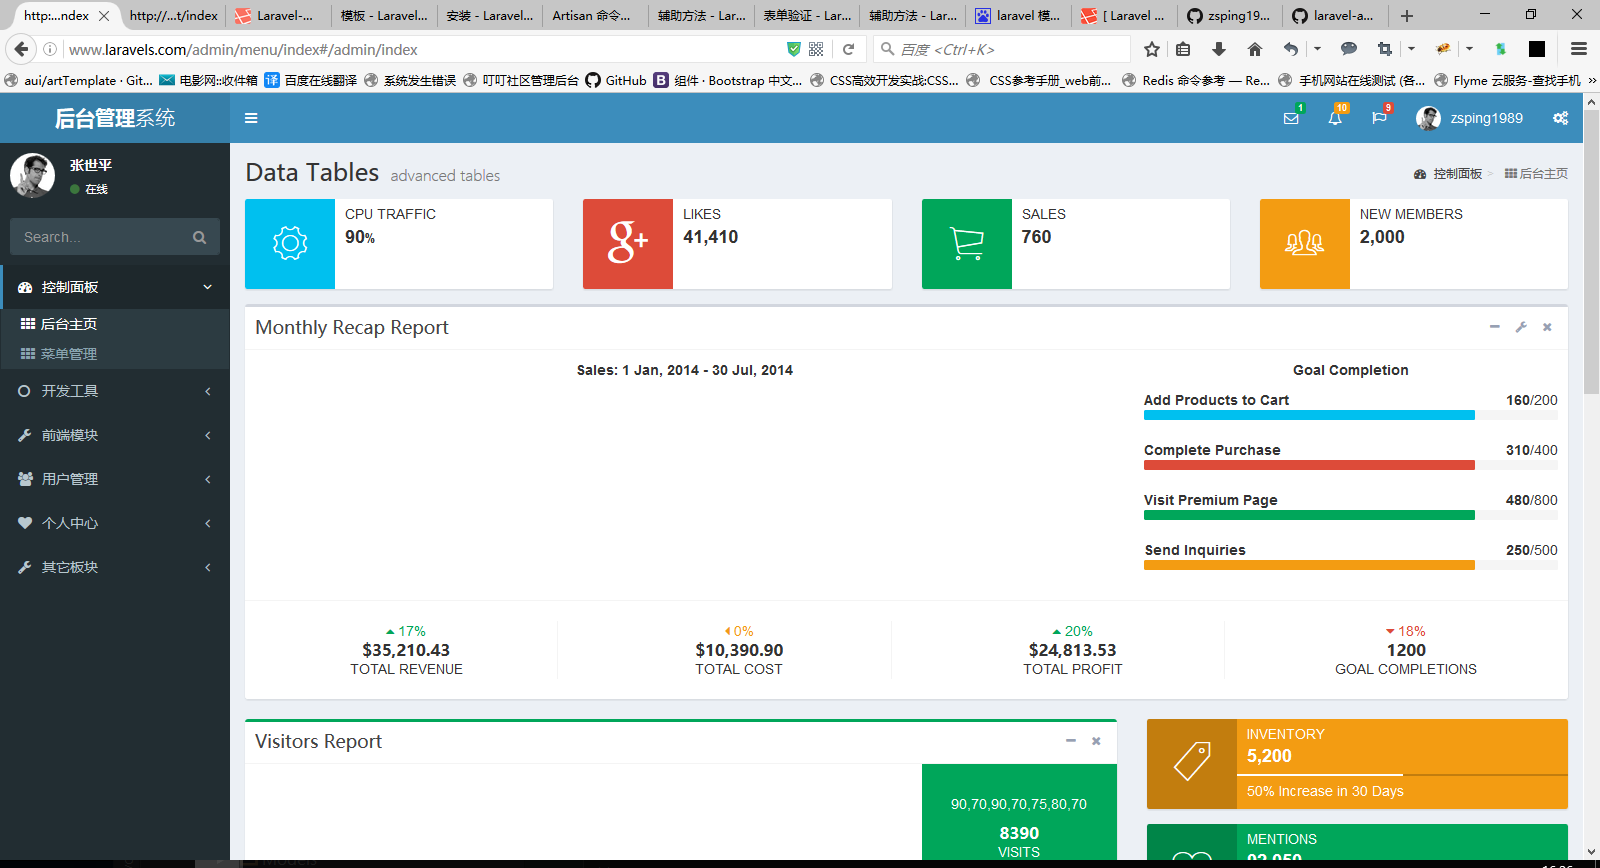 http:...ndex
http://...t/index
Laravel-...
模板 - Laravel...
安装 - Laravel...
Artisan 命令...
辅助方法 - Lar...
表单验证 - Lar...
辅助方法 - Lar...
laravel 模...
[ Laravel ...
zsping19...
laravel-a...
www.laravels.com/admin/menu/index#/admin/index
百度 <Ctrl+K>
aui/artTemplate · Git...
电影网::收件箱
译 百度在线翻译
系统发生错误
叮叮社区管理后台
GitHub
B 组件 · Bootstrap 中文...
CSS高效开发实战:CSS...
CSS参考手册_web前...
Redis 命令参考 — Re...
手机网站在线测试 (各...
Flyme 云服务-查找手机
后台管理系统
1
10
9
zsping1989
张世平
在线
Search...
控制面板
后台主页
菜单管理
开发工具
前端模块
用户管理
个人中心
其它板块
Data Tables advanced tables
控制面板 > 后台主页
CPU TRAFFIC
90%
g+
LIKES
41,410
SALES
760
NEW MEMBERS
2,000
Monthly Recap Report
Sales: 1 Jan, 2014 - 30 Jul, 2014
Goal Completion
Add Products to Cart 160/200
Complete Purchase 310/400
Visit Premium Page 480/800
Send Inquiries 250/500
17%
$35,210.43
TOTAL REVENUE
0%
$10,390.90
TOTAL COST
20%
$24,813.53
TOTAL PROFIT
18%
1200
GOAL COMPLETIONS
Visitors Report
90,70,90,70,75,80,70
8390
VISITS
INVENTORY
5,200
50% Increase in 30 Days
MENTIONS